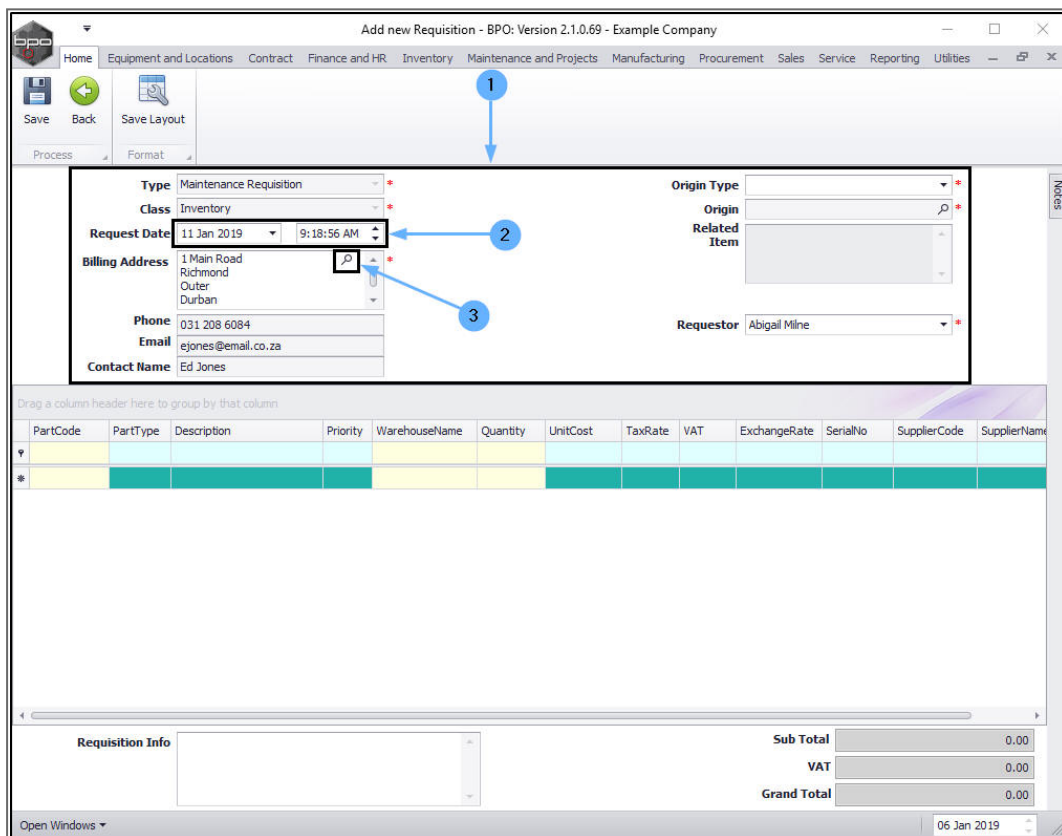 Add new Requisition - BPO: Version 2.1.0.69 - Example Company
bpo
Home Equipment and Locations Contract Finance and HR Inventory Maintenance and Projects Manufacturing Procurement Sales Service Reporting Utilities
1
Save Back Save Layout
Process Format
Type Maintenance Requisition * Origin Type *
Notes
Class Inventory * Origin *
Request Date 11 Jan 2019 9:18:56 AM 2 Related
Item
Billing Address 1 Main Road *
Richmond
Outer
Durban
3
Phone 031 208 6084 Requestor Abigail Milne *
Email ejones@email.co.za
Contact Name Ed Jones
Drag a column header here to group by that column
PartCode PartType Description Priority WarehouseName Quantity UnitCost TaxRate VAT ExchangeRate SerialNo SupplierCode SupplierName
Requisition Info Sub Total 0.00
VAT 0.00
Grand Total 0.00
Open Windows 06 Jan 2019